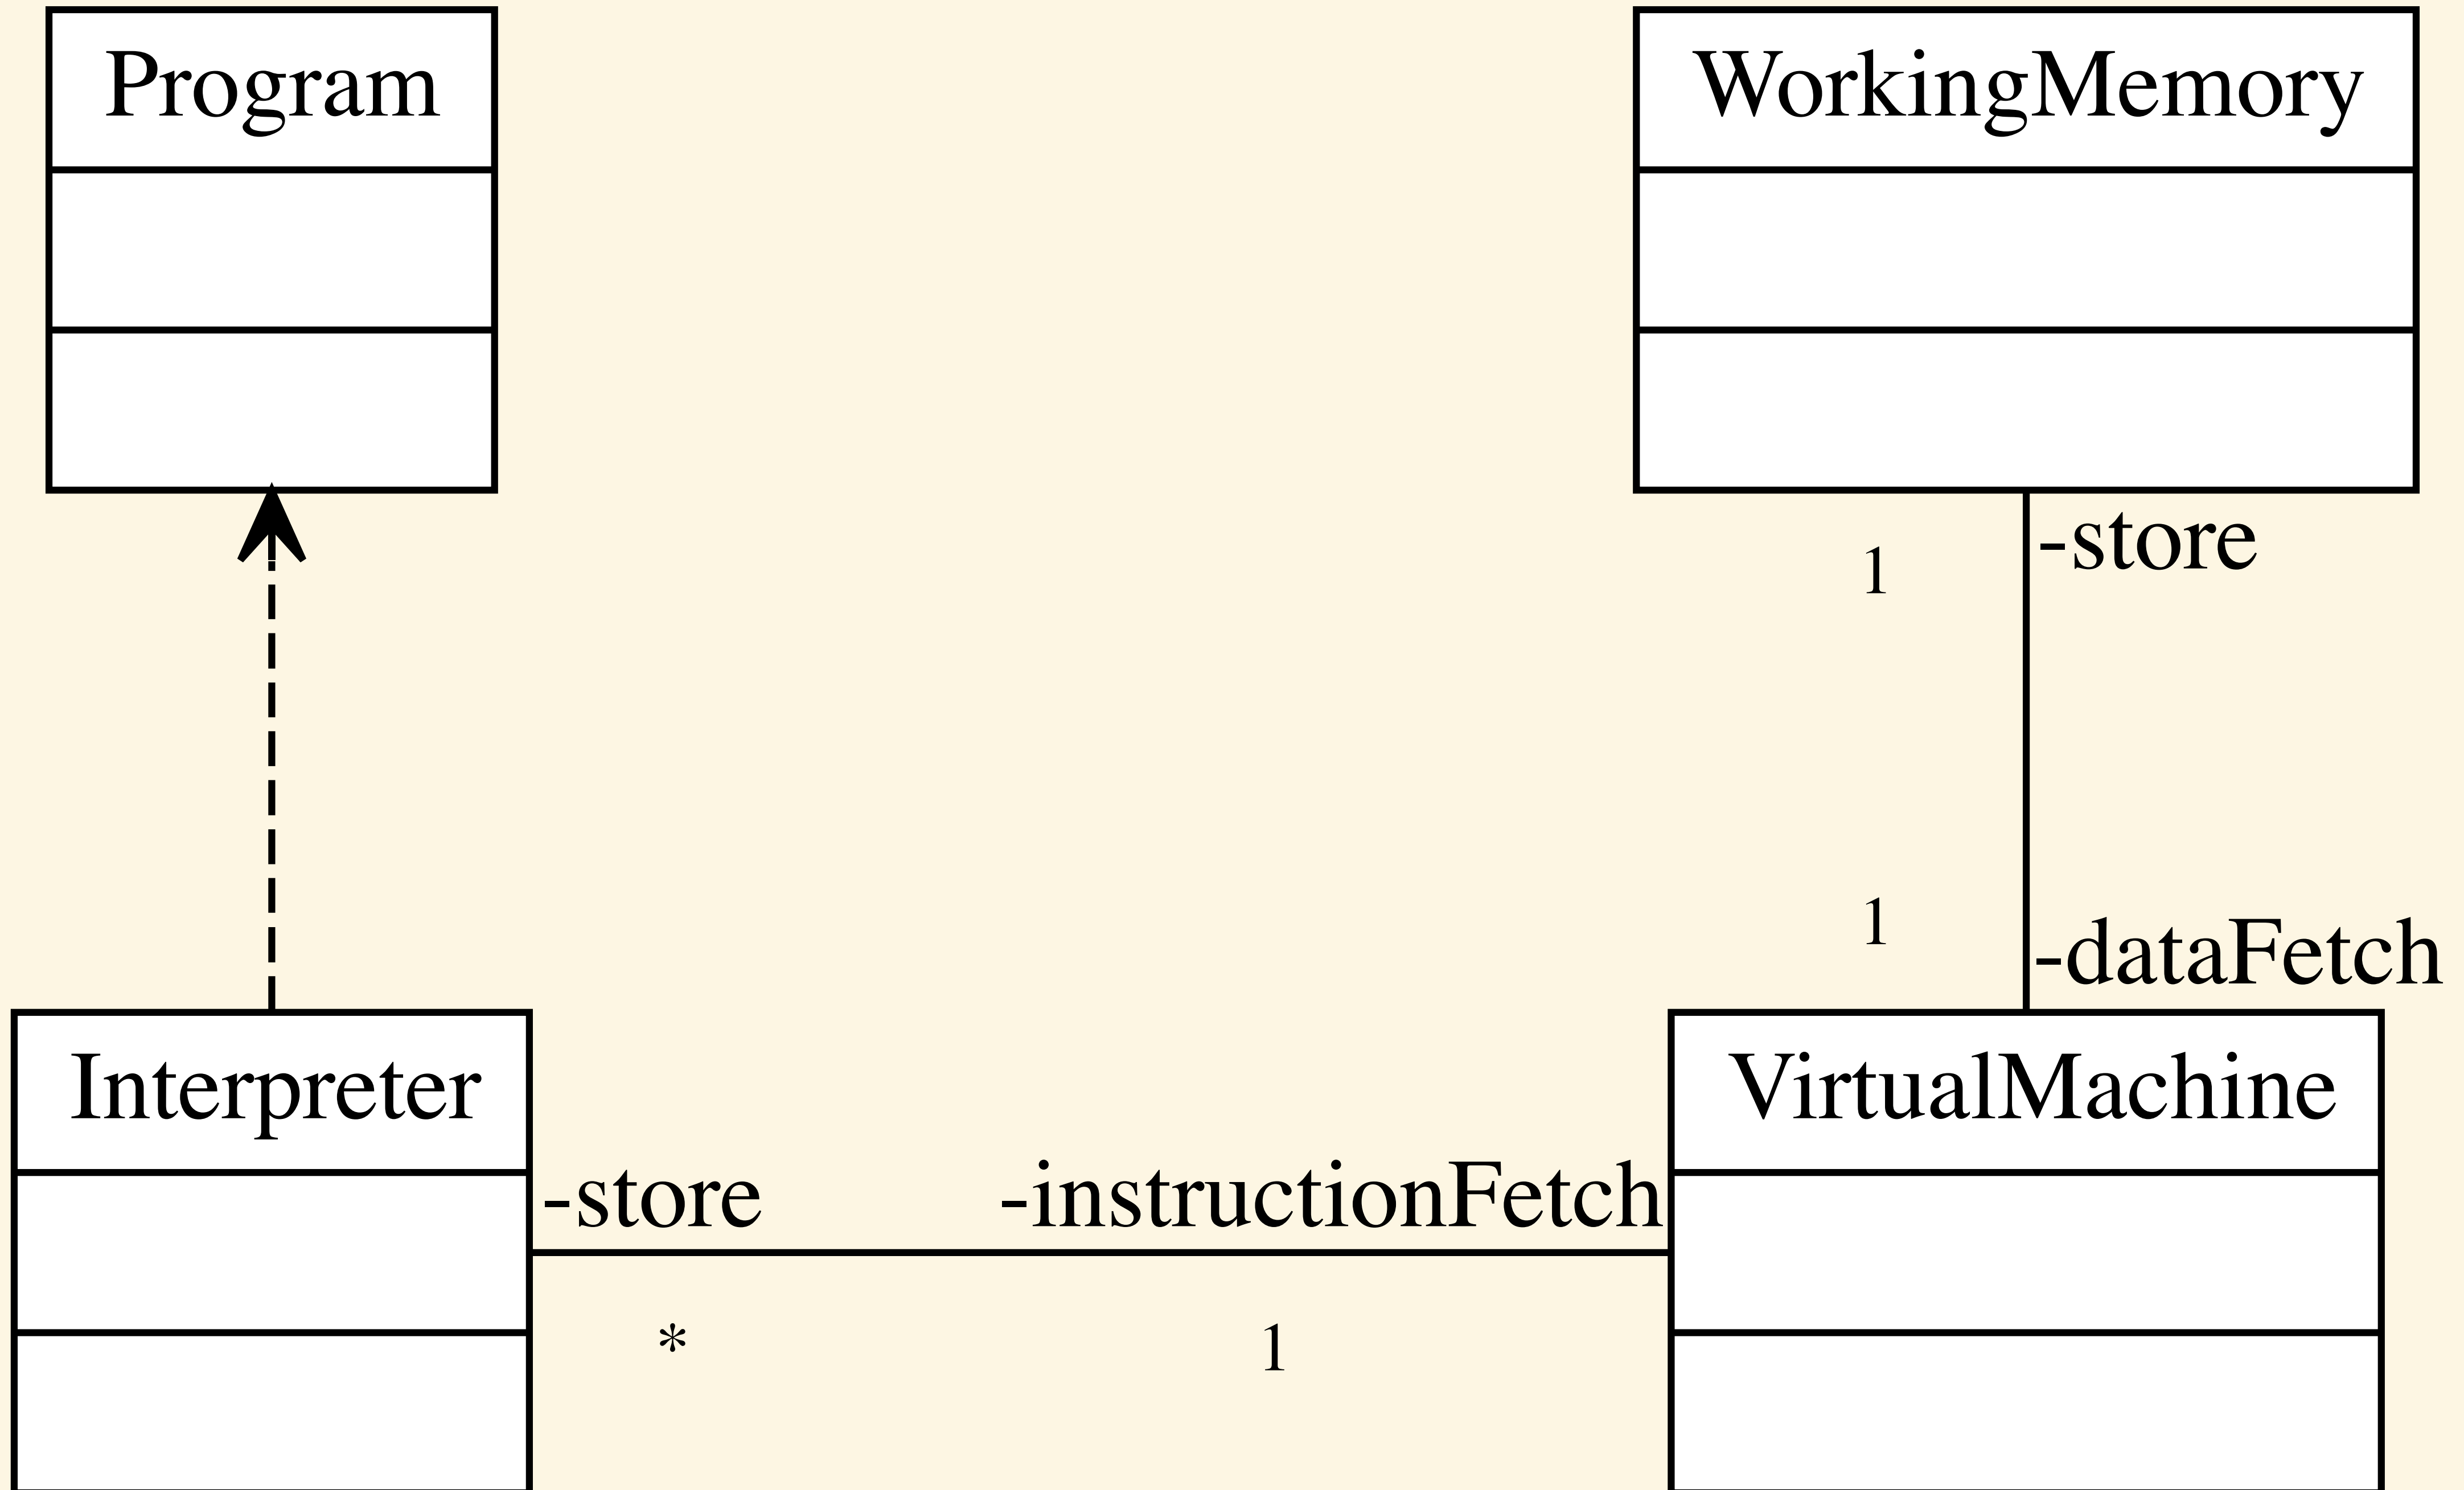 Program
WorkingMemory
-store
1
1
-dataFetch
Interpreter
VirtualMachine
-store
-instructionFetch
*
1